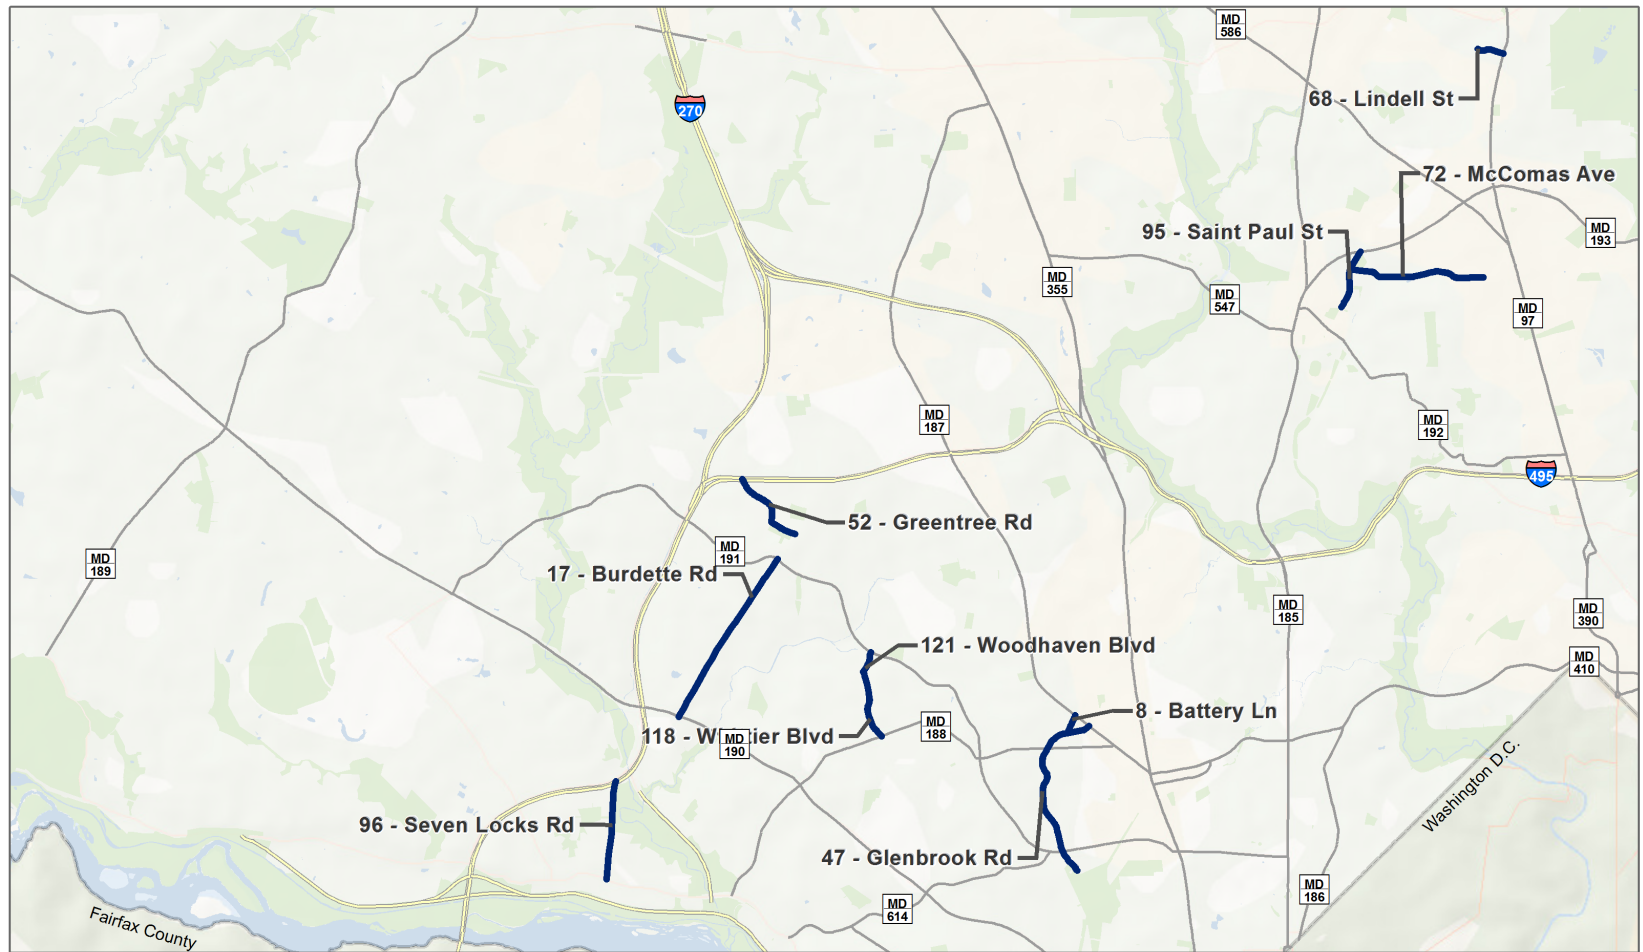 MD
586
270
68 - Lindell St
72 - McComas Ave
95 - Saint Paul St
MD
193
MD
355
MD
547
MD
97
MD
187
MD
192
495
52 - Greentree Rd
MD
191
MD
189
17 - Burdette Rd
MD
185
MD
390
121 - Woodhaven Blvd
MD
410
8 - Battery Ln
MD
188
118 -
Blvd
MD
190
Washington D.C.
96 - Seven Locks Rd
47 - Glenbrook Rd
MD
186
MD
614
Fairfax County